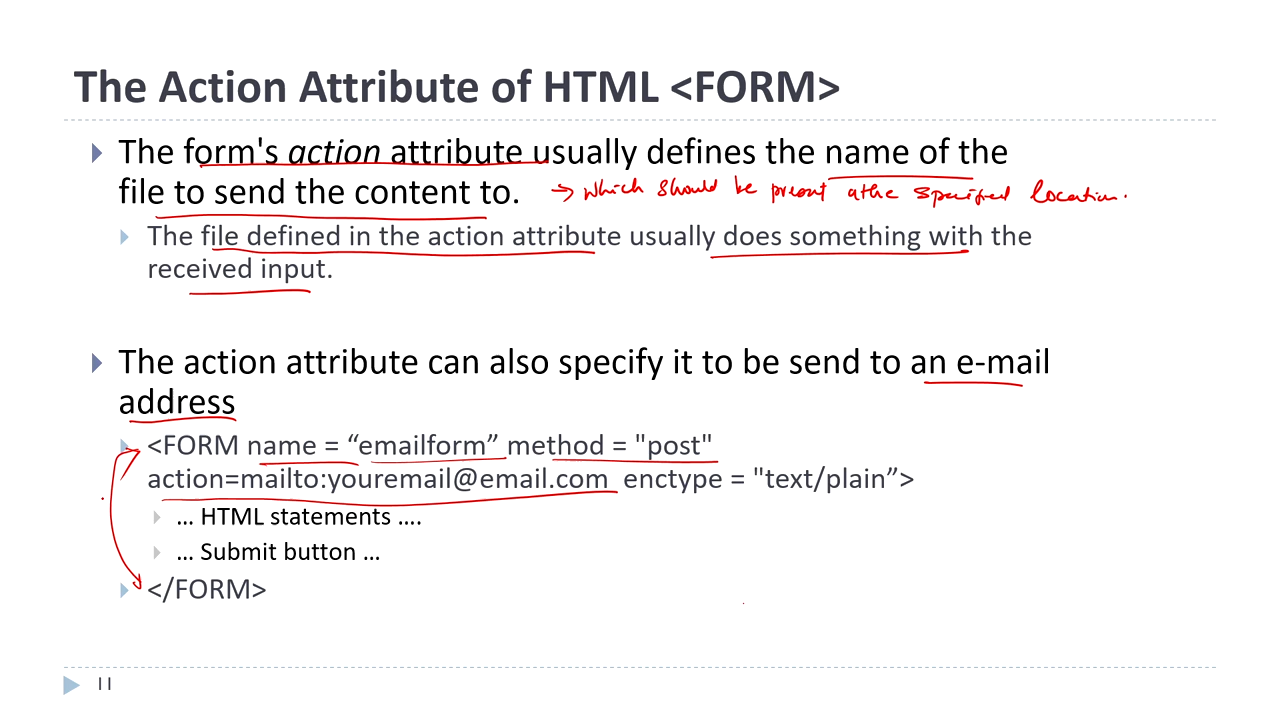 The Action Attribute of HTML <FORM>
The form's action attribute usually defines the name of the
file to send the content to. → which should be present at the specified location.
The file defined in the action attribute usually does something with the
received input.
The action attribute can also specify it to be send to an e-mail
address
<FORM name = “emailform” method = "post"
action=mailto:youremail@email.com enctype = "text/plain”>
… HTML statements ….
… Submit button …
</FORM>
11